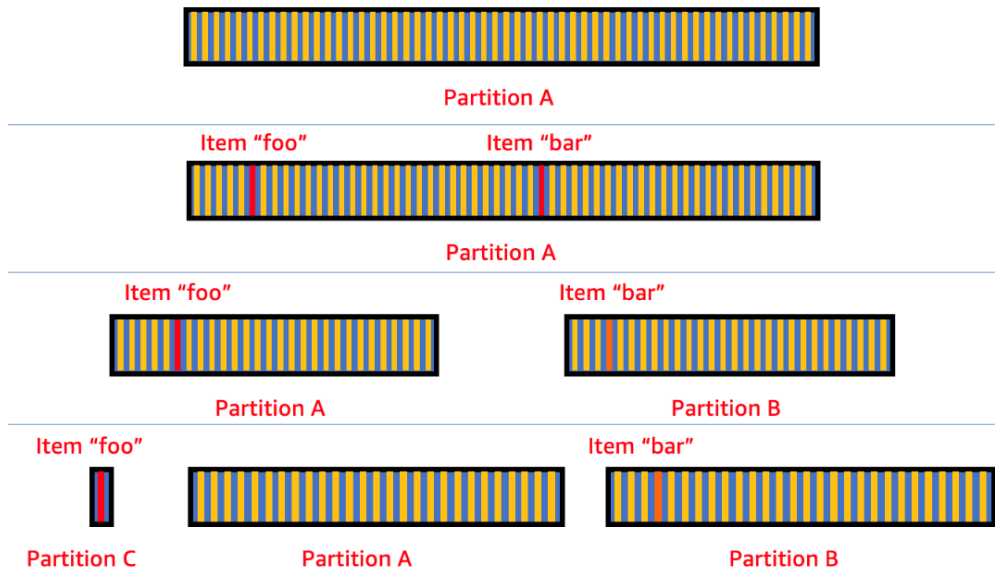 Partition A
Item “foo” Item “bar”
Partition A
Item “foo” Item “bar”
Partition A Partition B
Item “foo” Item “bar”
Partition C Partition A Partition B